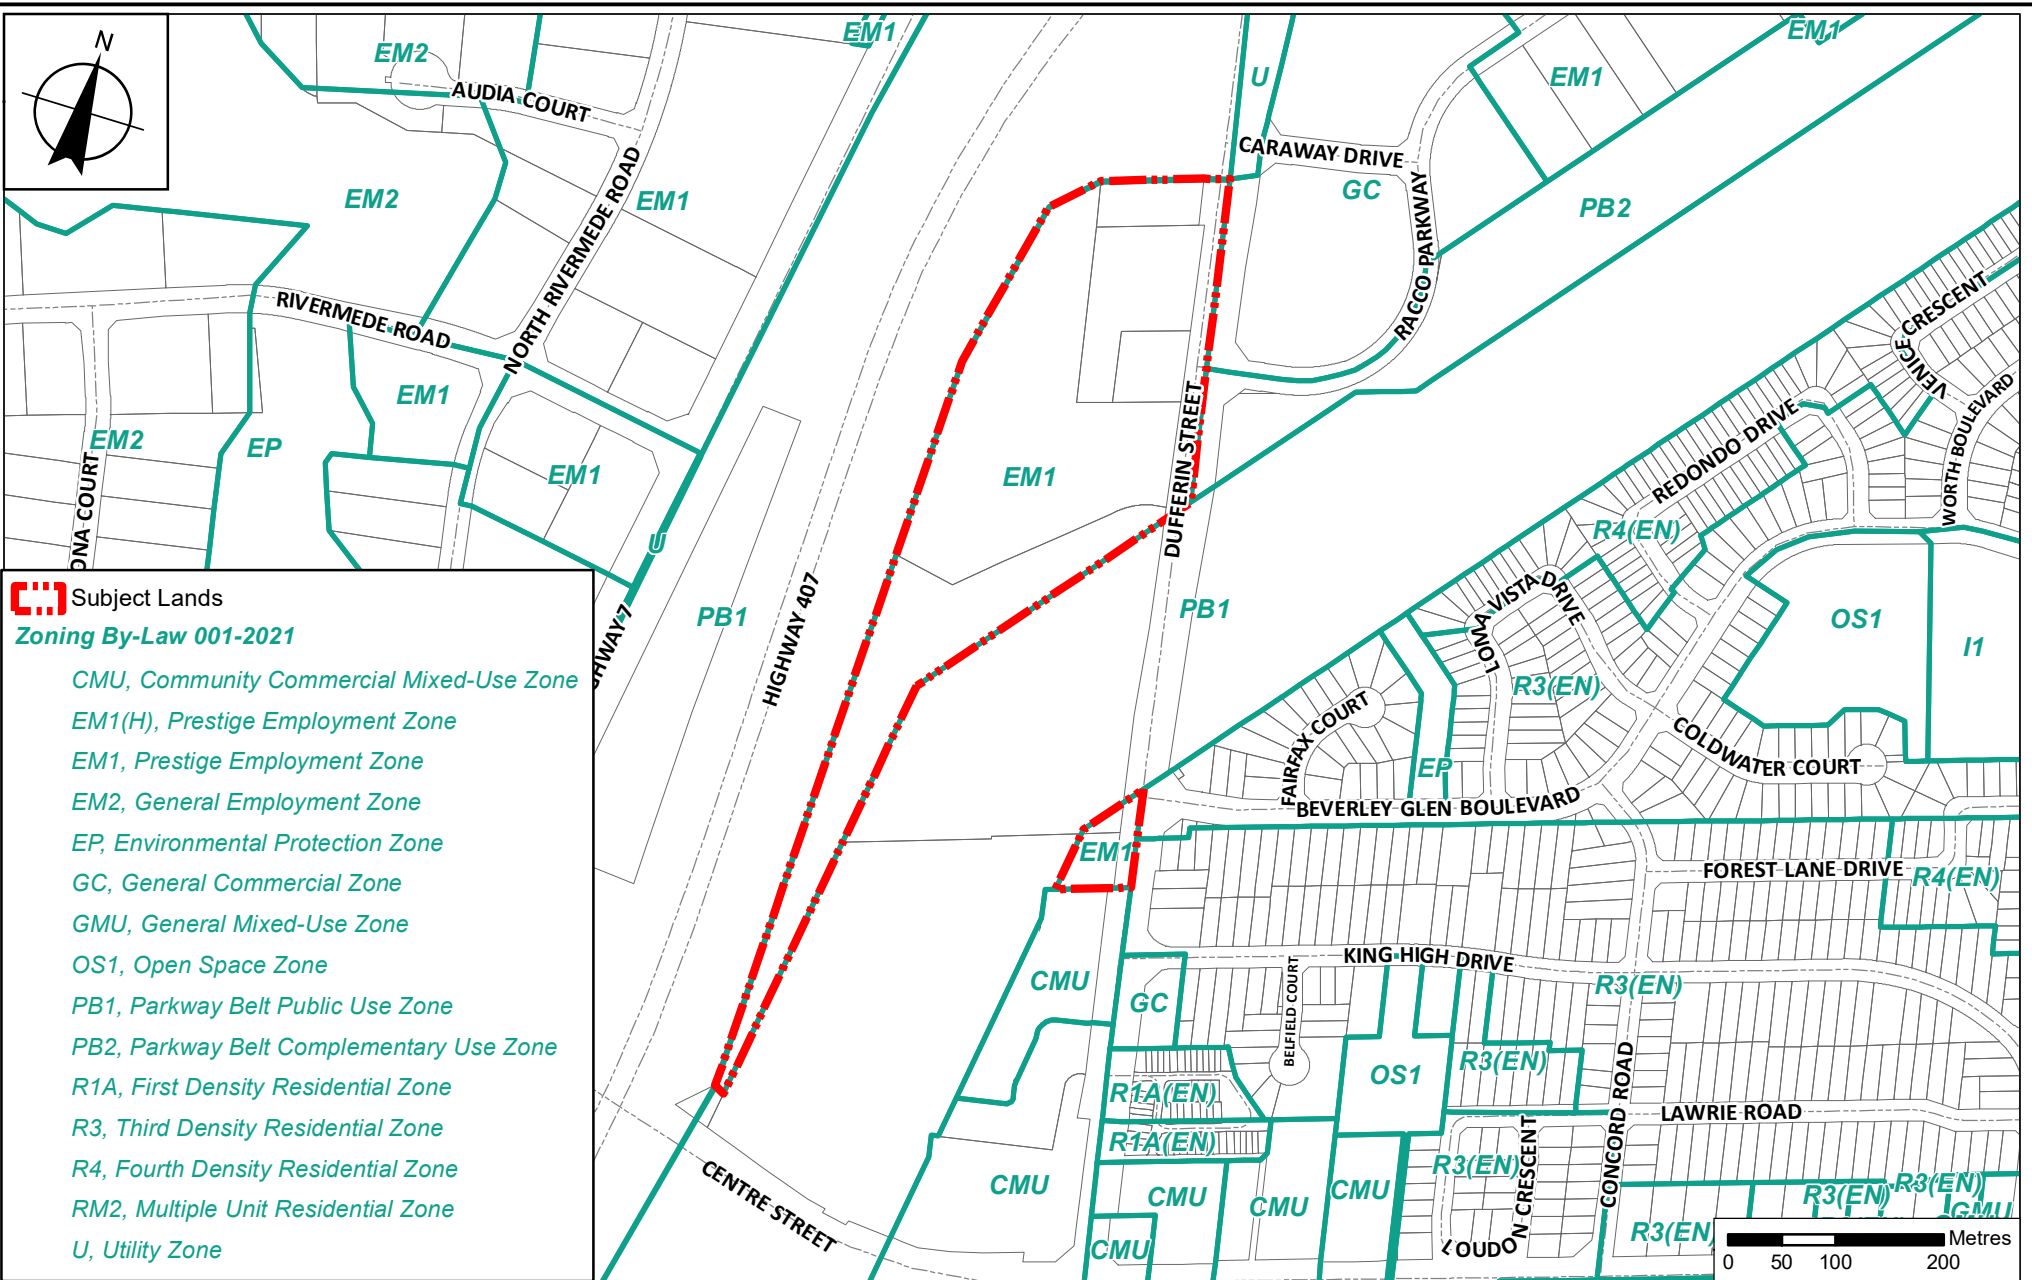 N
EM2
AUDIA COURT
EM1
U
EM1
EM1
CARAWAY DRIVE
GC
EM2
EM1
NORTH RIVERMEDE ROAD
RACCO PARKWAY
PB2
RIVERMEDE ROAD
VENICE CRESCENT
WORTH BOULEVARD
REDONDO DRIVE
EM1
EM2
EP
EM1
EM1
DUFFERIN STREET
ONA COURT
U
R4(EN)
LOMA VISTA DRIVE
HIGHWAY 407
PB1
PB1
OS1
I1
GHWAY 7
R3(EN)
FAIRFAX COURT
COLDWATER COURT
EP
BEVERLEY GLEN BOULEVARD
EM1
FOREST LANE DRIVE
R4(EN)
KING HIGH DRIVE
CMU
GC
BELFIELD COURT
R3(EN)
R3(EN)
OS1
R1A(EN)
LAWRIE ROAD
CONCORD ROAD
R1A(EN)
R3(EN)
LOUDON CRESCENT
CENTRE STREET
CMU
CMU
CMU
CMU
R3(EN)
R3(EN)
GMU
R3(EN)
CMU
Subject Lands
Zoning By-Law 001-2021
CMU, Community Commercial Mixed-Use Zone
EM1(H), Prestige Employment Zone
EM1, Prestige Employment Zone
EM2, General Employment Zone
EP, Environmental Protection Zone
GC, General Commercial Zone
GMU, General Mixed-Use Zone
OS1, Open Space Zone
PB1, Parkway Belt Public Use Zone
PB2, Parkway Belt Complementary Use Zone
R1A, First Density Residential Zone
R3, Third Density Residential Zone
R4, Fourth Density Residential Zone
RM2, Multiple Unit Residential Zone
U, Utility Zone
Metres
0 50 100 200